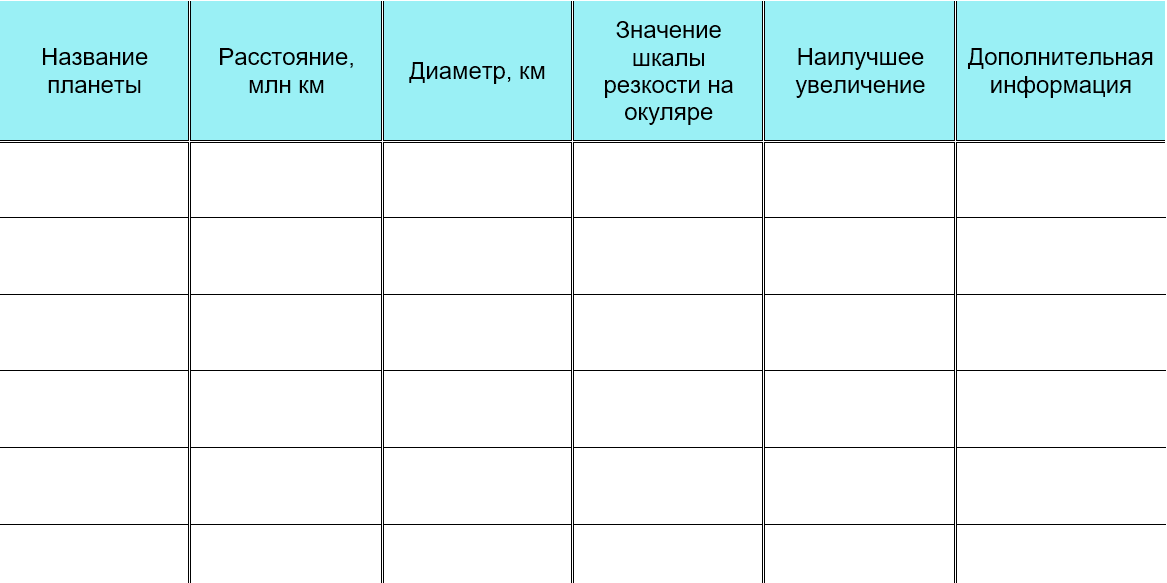 Название
планеты
Расстояние,
млн км
Диаметр, км
Значение
шкалы
резкости на
окуляре
Наилучшее
увеличение
Дополнительная
информация